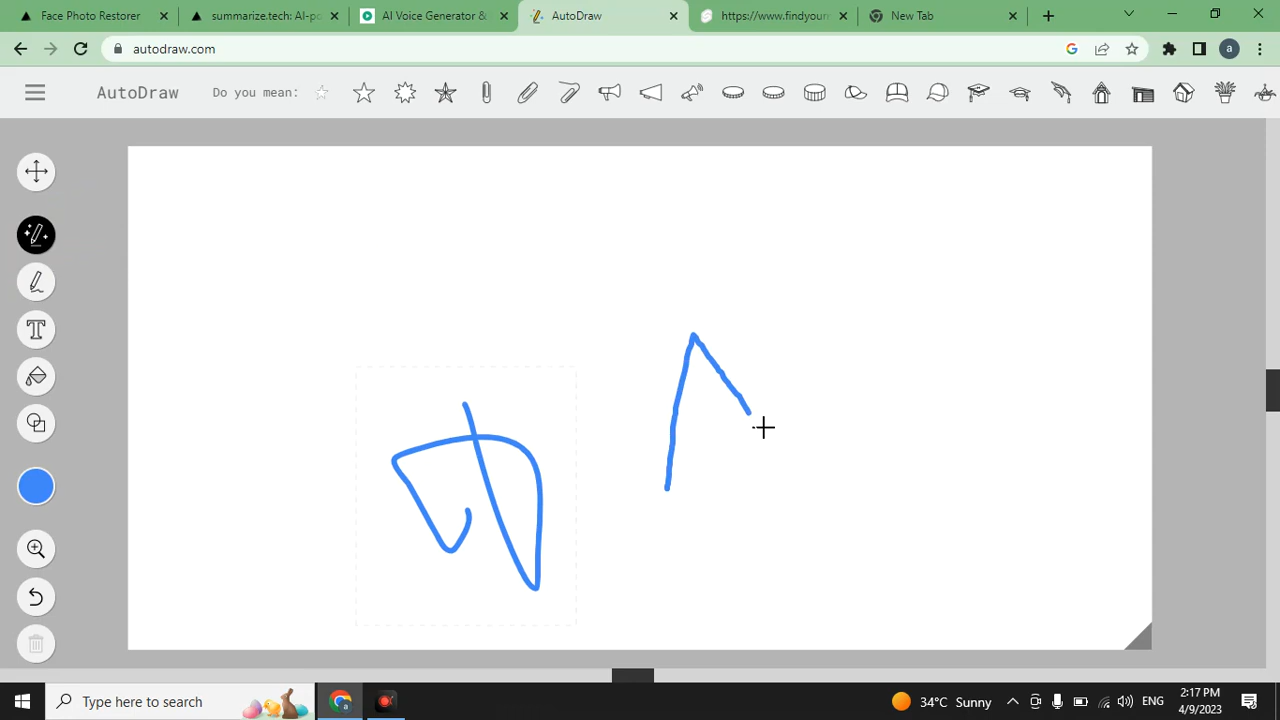 Face Photo Restorer
summarize.tech: AI-po
AI Voice Generator &
AutoDraw
https://www.findyour
New Tab
autodraw.com
a
AutoDraw
Do you mean:
T
Type here to search
34°C Sunny
ENG
2:17 PM
4/9/2023